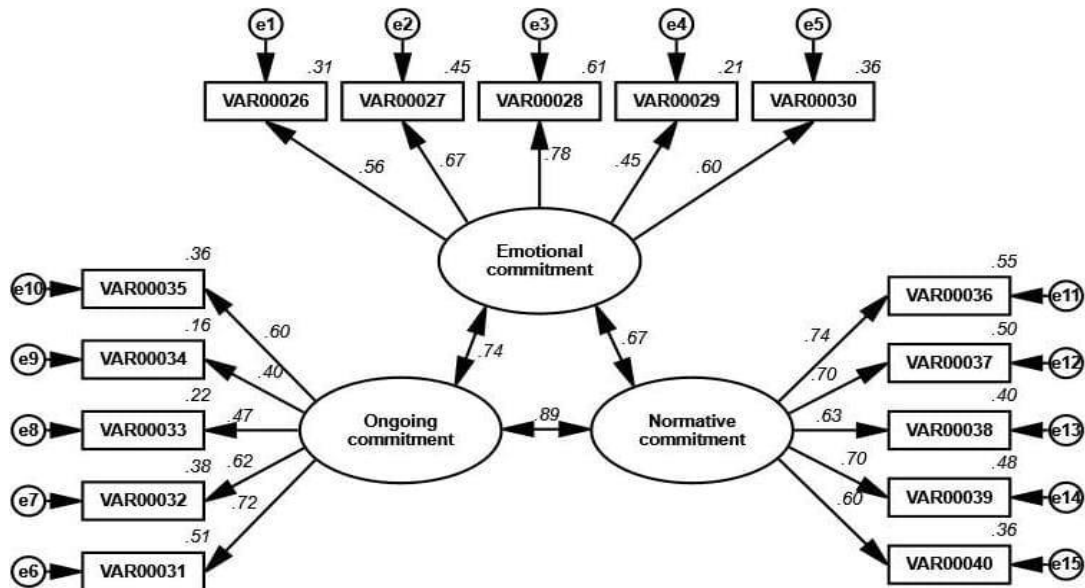 e1 e2 e3 e4 e5
.31 .45 .61 .21 .36
VAR00026 VAR00027 VAR00028 VAR00029 VAR00030
.56 .67 .78 .45 .60
Emotional
commitment
.36 .55
e10 VAR00035 VAR00036 e11
.60 .74 .67 .74
.16 .50
e9 VAR00034 VAR00037 e12
.40 .70
.22 .40
e8 VAR00033 .47 Ongoing
commitment .89 Normative
commitment .63 VAR00038 e13
.38 .62 .70 .48
e7 VAR00032 VAR00039 e14
.72 .60
.51 .36
e6 VAR00031 VAR00040 e15